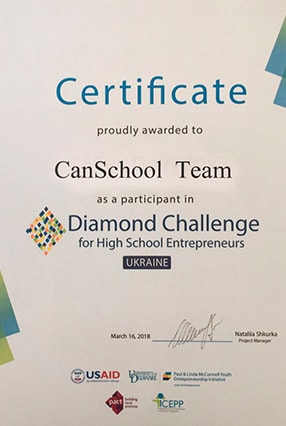 Certificate
proudly awarded to
CanSchool Team
as a participant in
Diamond Challenge
for High School Entrepreneurs
UKRAINE
March 16, 2018
Nataliia Shkurka
Project Manager
USAID
UNIVERSITY OF DELAWARE
Paul & Linda McConnell Youth
Entrepreneurship Initiative
pact
building
local
promise.
ICEPP